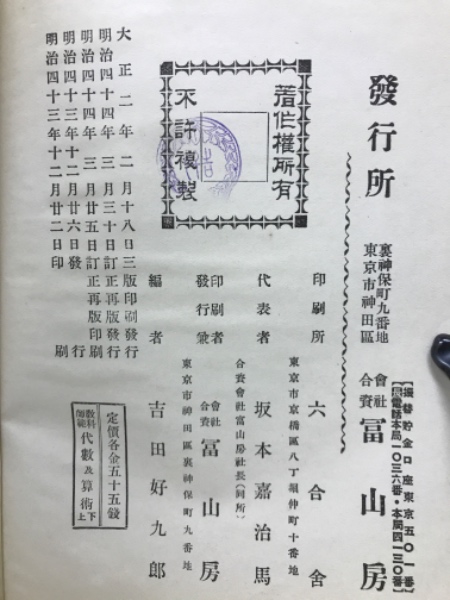 明治四十三年十二月廿二日印刷
明治四十三年十二月廿六日發行
明治四十四年三月廿五日訂正再版印刷
明治四十四年三月三十日訂正再版發行
大正二年二月十八日三版印刷發行
著作權所有
不許複製
定價各金五十五錢
師範教科
代數及算術
上下
編者 吉田好九郎
東京市神田區裏神保町九番地
發行兼印刷者 合資會社 冨山房
合資會社富山房社長(同所)
代表者 坂本嘉治馬
東京市京橋區八丁堀仲町十番地
印刷所 六合舍
發行所
東京市神田區
裏神保町九番地
合資會社 冨山房
振替貯金口座東京五〇一番
電話本局一〇三六番・本局四一三〇番